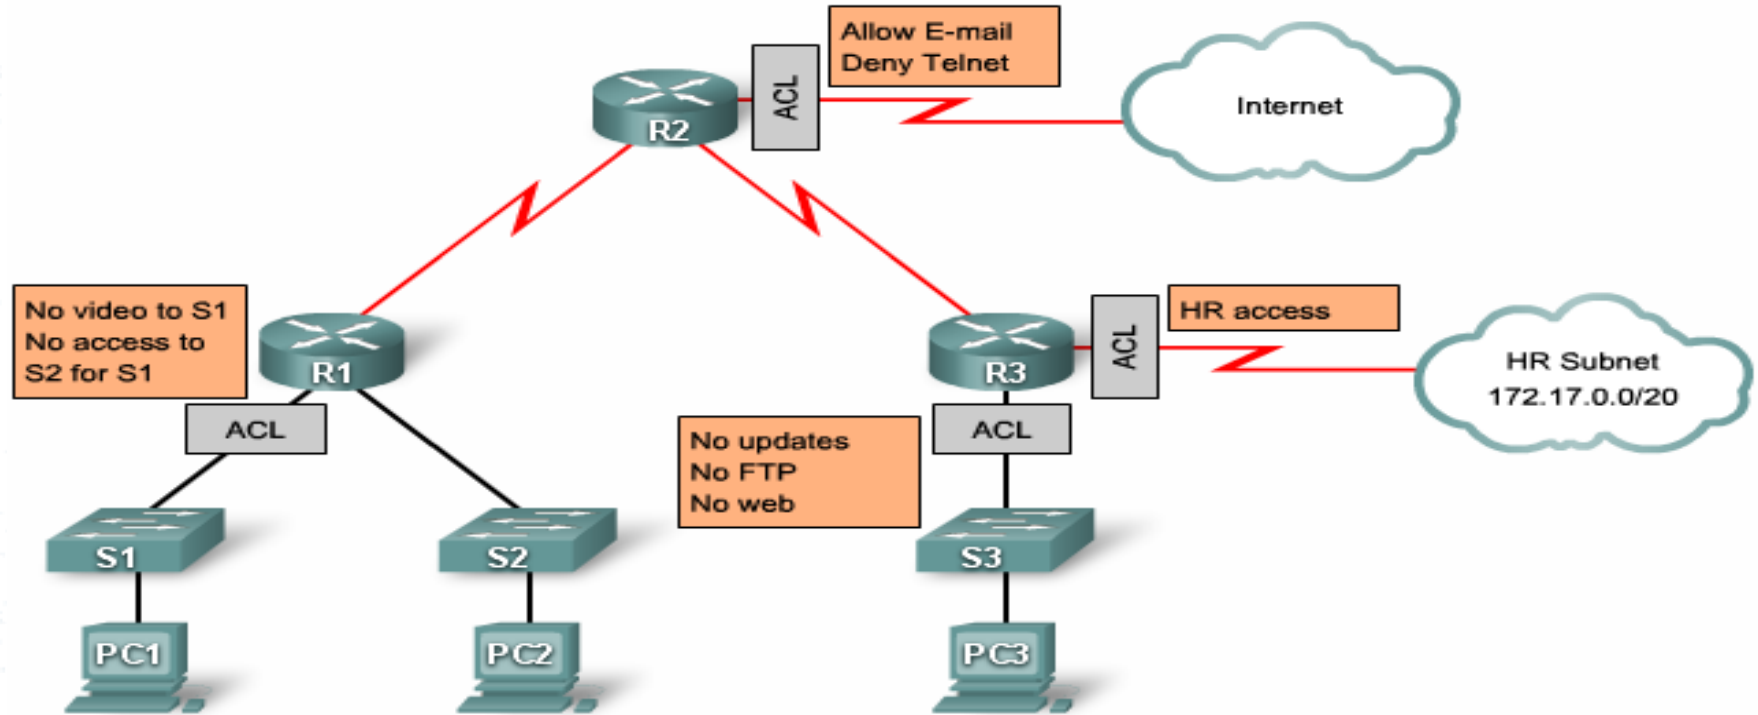 Allow E-mail
Deny Telnet
ACL
R2
Internet
No video to S1
No access to
S2 for S1
R1
ACL
HR access
ACL
R3
HR Subnet
172.17.0.0/20
No updates
No FTP
No web
ACL
S1
S2
S3
PC1
PC2
PC3